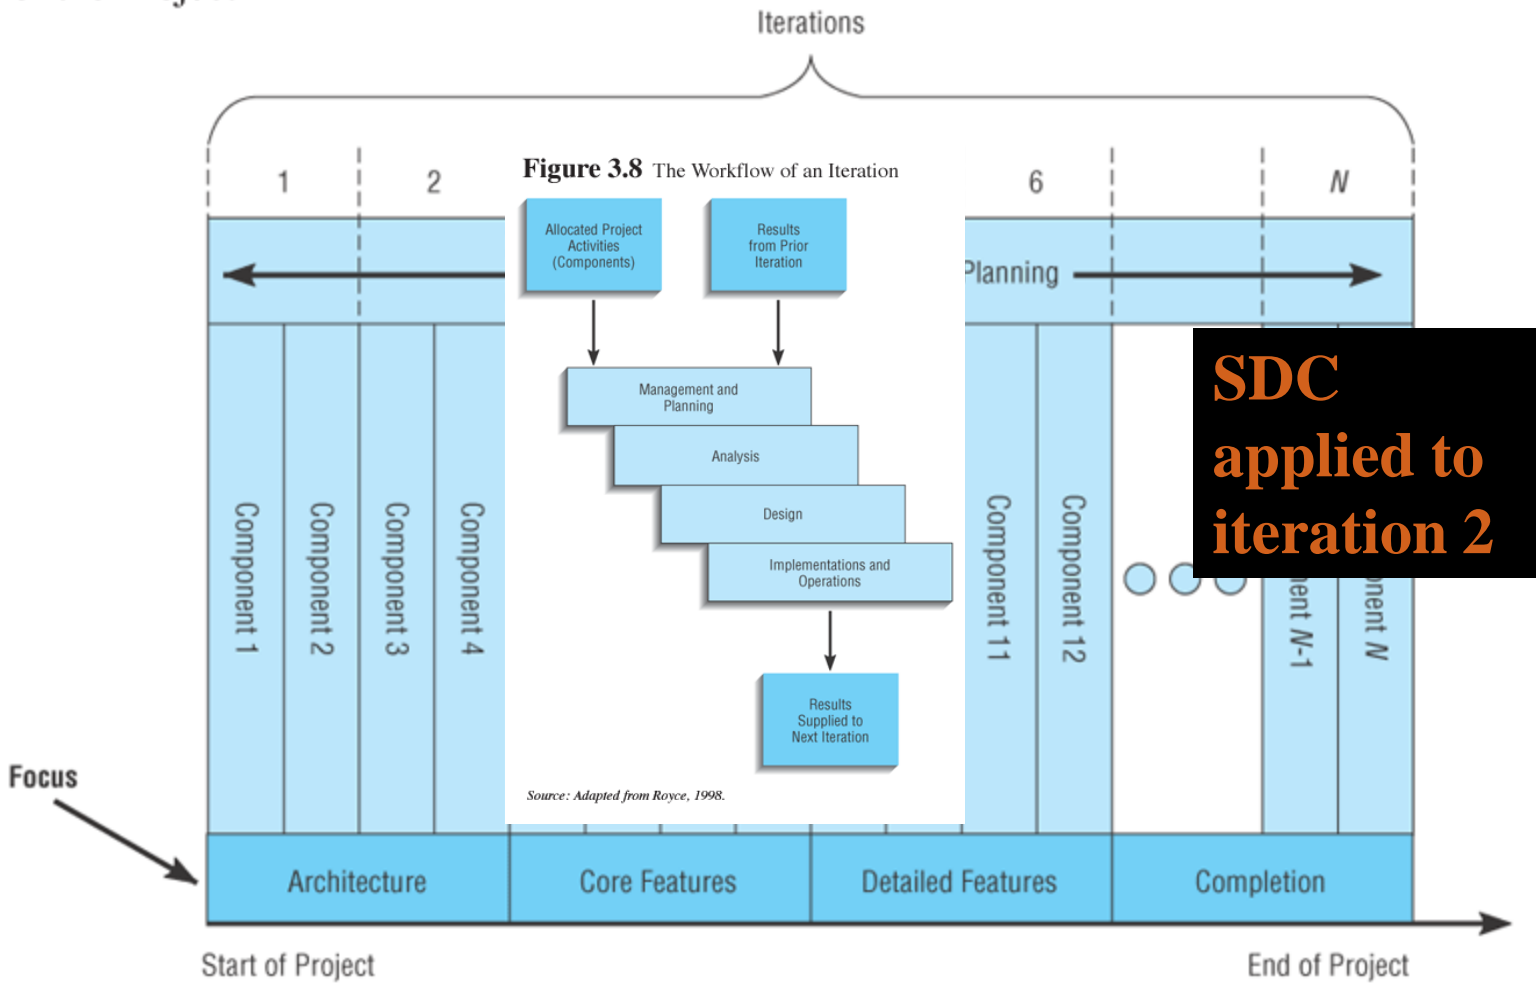 Iterations
1
2
6
N
Figure 3.8 The Workflow of an Iteration
Allocated Project
Activities
(Components)
Results
from Prior
Iteration
Planning
Management and
Planning
Analysis
Design
Implementations and
Operations
Results
Supplied to
Next Iteration
Source: Adapted from Royce, 1998.
SDC
applied to
iteration 2
Component 1
Component 2
Component 3
Component 4
Component 11
Component 12
nent N-1
onent N
Focus
Architecture
Core Features
Detailed Features
Completion
Start of Project
End of Project